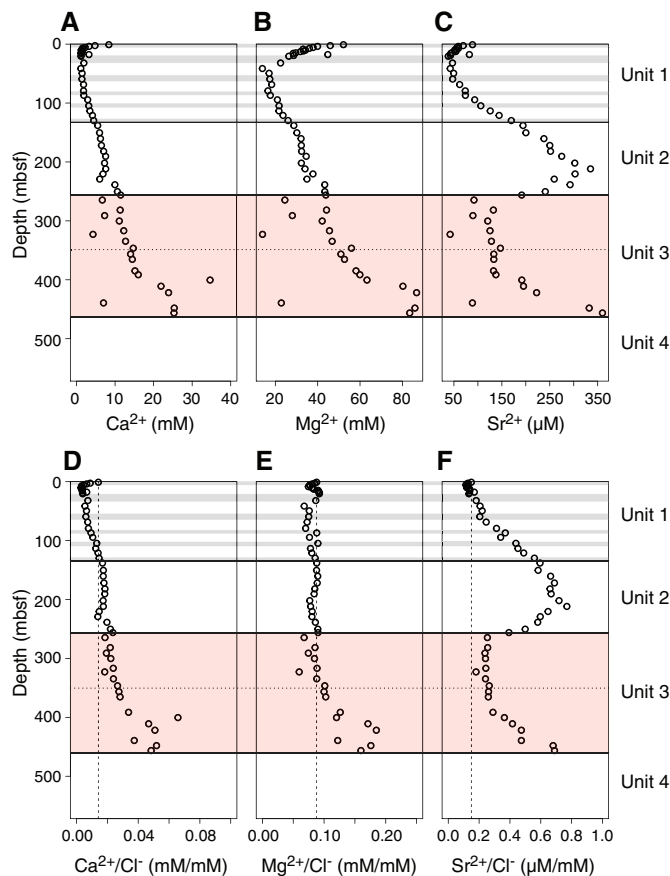 A B C
0
100
200
300
400
500
Depth (mbsf)
Unit 1
Unit 2
Unit 3
Unit 4
0 10 20 30 40
Ca2+ (mM)
20 40 60 80
Mg2+ (mM)
50 150 250 350
Sr2+ (µM)
D E F
0
100
200
300
400
500
Depth (mbsf)
Unit 1
Unit 2
Unit 3
Unit 4
0.00 0.04 0.08
Ca2+/Cl- (mM/mM)
0.00 0.10 0.20
Mg2+/Cl- (mM/mM)
0.0 0.2 0.4 0.6 0.8 1.0
Sr2+/Cl- (µM/mM)